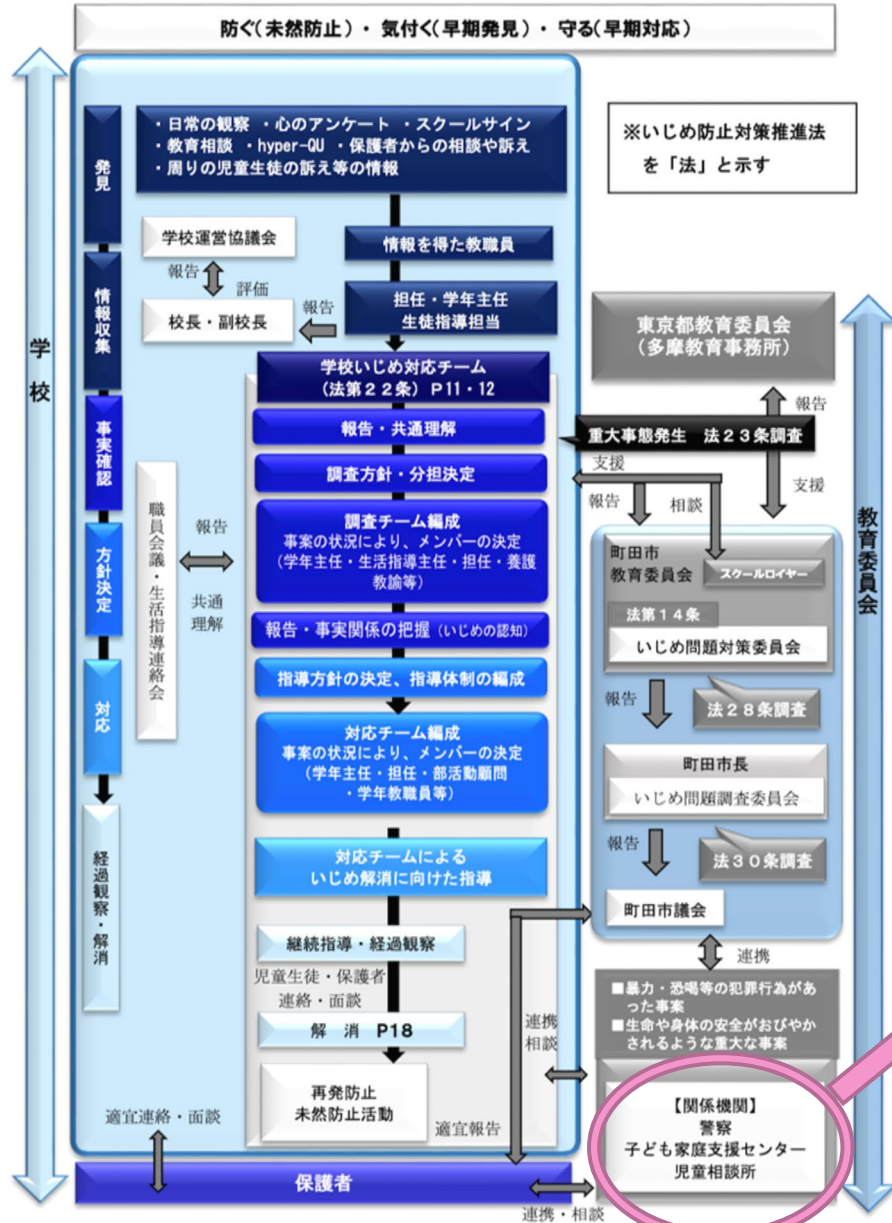 防ぐ(未然防止)・ 気付く(早期発見)・ 守る(早期対応)
学校
発見
情報収集
事実確認
方針決定
対応
経過観察・解消
・日常の観察 ・心のアンケート ・スクールサイン
・教育相談 ・hyper-QU ・保護者からの相談や訴え
・周りの児童生徒の訴え等の情報
※いじめ防止対策推進法
を「法」と示す
学校運営協議会
情報を得た教職員
報告
評価
校長・副校長
報告
担任・学年主任
生徒指導担当
学校いじめ対応チーム
(法第22条) P11・12
報告・共通理解
調査方針・分担決定
調査チーム編成
事案の状況により、メンバーの決定
(学年主任・生活指導主任・担任・養護
教諭等)
職員会議・生活指導連絡会
報告
共通
理解
報告・事実関係の把握(いじめの認知)
指導方針の決定、指導体制の編成
対応チーム編成
事案の状況により、メンバーの決定
(学年主任・担任・部活動顧問
・学年教職員等)
対応チームによる
いじめ解消に向けた指導
継続指導・経過観察
児童生徒・保護者
連絡・面談
解 消 P18
再発防止
未然防止活動
適宜報告
連携
相談
適宜連絡・面談
保護者
連携・相談
教育委員会
東京都教育委員会
(多摩教育事務所)
報告
重大事態発生 法23条調査
支援
報告
相談
支援
町田市
教育委員会
スクールロイヤー
法第14条
いじめ問題対策委員会
報告
法28条調査
町田市長
いじめ問題調査委員会
報告
法30条調査
町田市議会
連携
■暴力・恐喝等の犯罪行為があ
った事案
■生命や身体の安全がおびやか
されるような重大な事案
【関係機関】
警察
子ども家庭支援センター
児童相談所